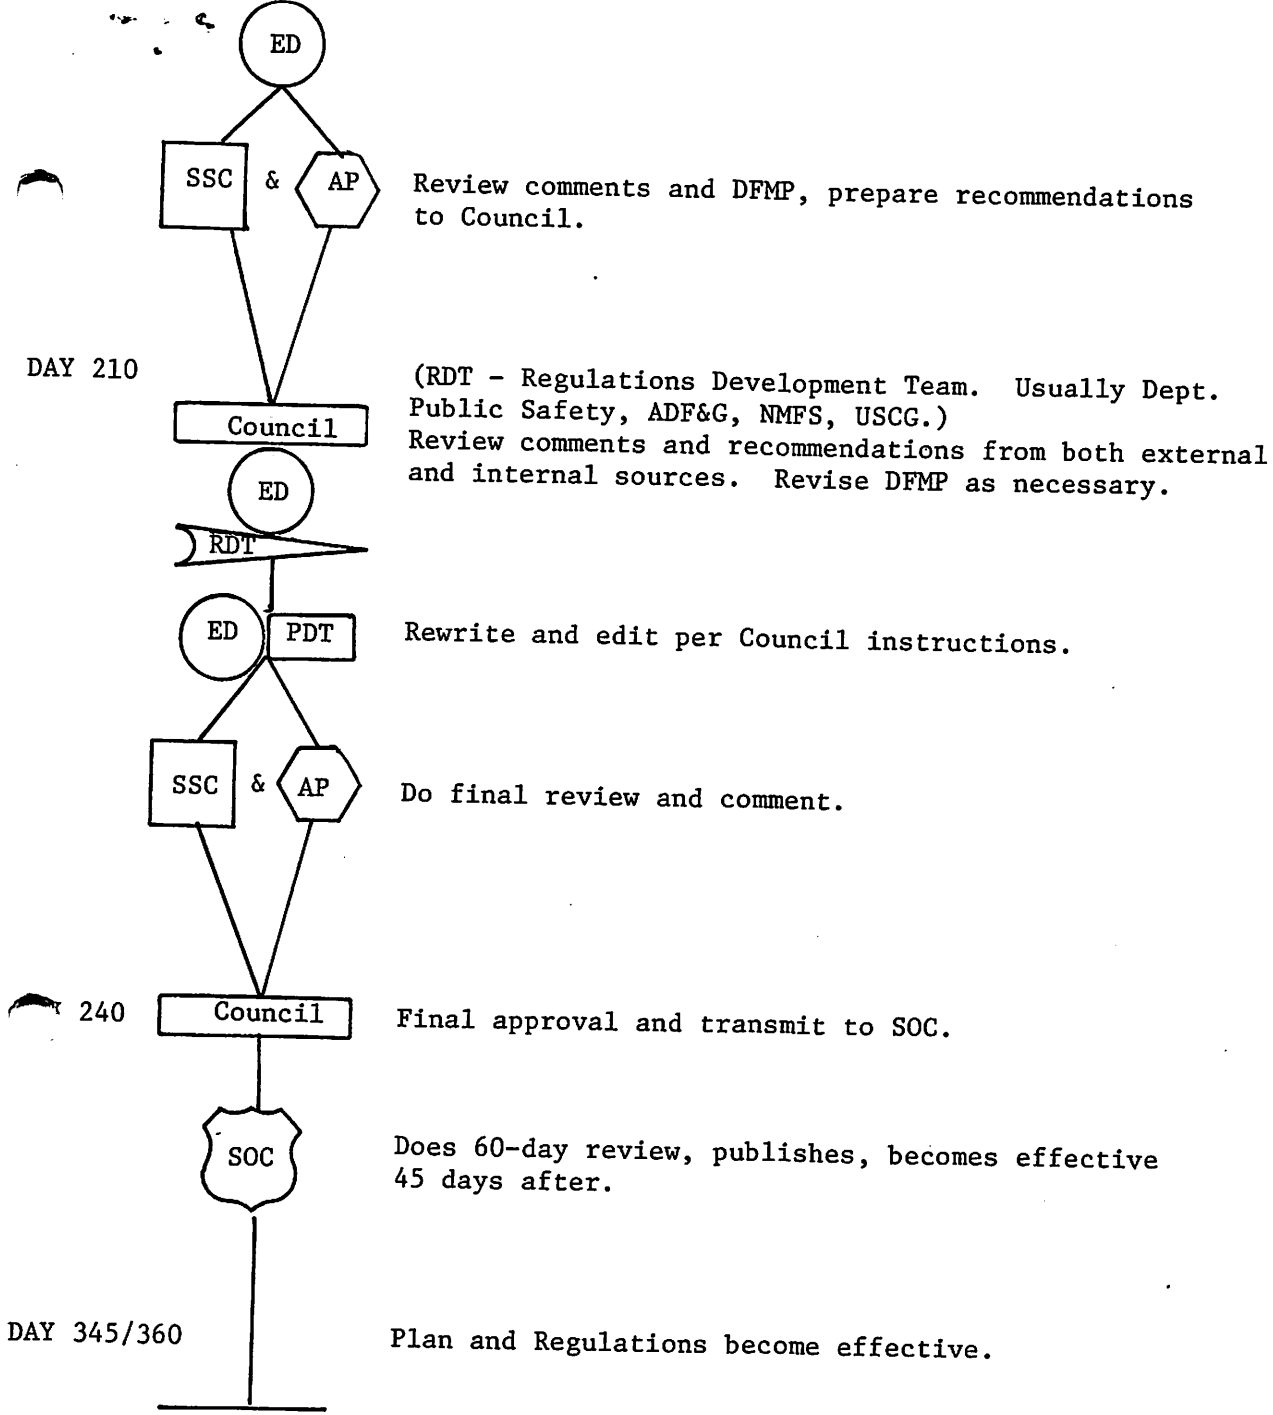 ED
SSC & AP
Review comments and DFMP, prepare recommendations
to Council.
DAY 210
(RDT - Regulations Development Team. Usually Dept.
Public Safety, ADF&G, NMFS, USCG.)
Council
Review comments and recommendations from both external
and internal sources. Revise DFMP as necessary.
ED
RDT
ED PDT
Rewrite and edit per Council instructions.
SSC & AP
Do final review and comment.
240
Council
Final approval and transmit to SOC.
SOC
Does 60-day review, publishes, becomes effective
45 days after.
DAY 345/360
Plan and Regulations become effective.